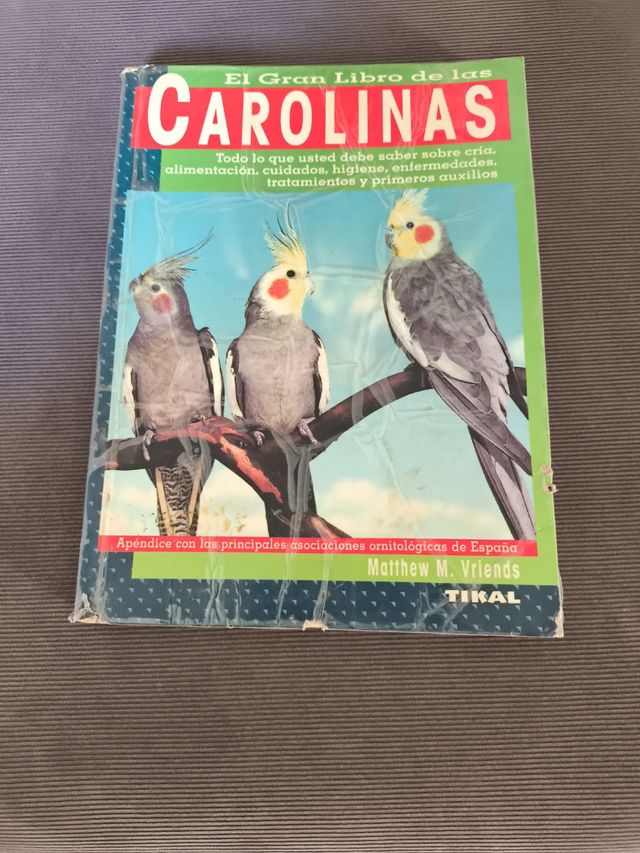 El Gran Libro de las
CAROLINAS
Todo lo que usted debe saber sobre cría,
alimentación, cuidados, higiene, enfermedades,
tratamientos y primeros auxilios
Apéndice con las principales asociaciones ornitológicas de España
Matthew M. Vriends
TIKAL